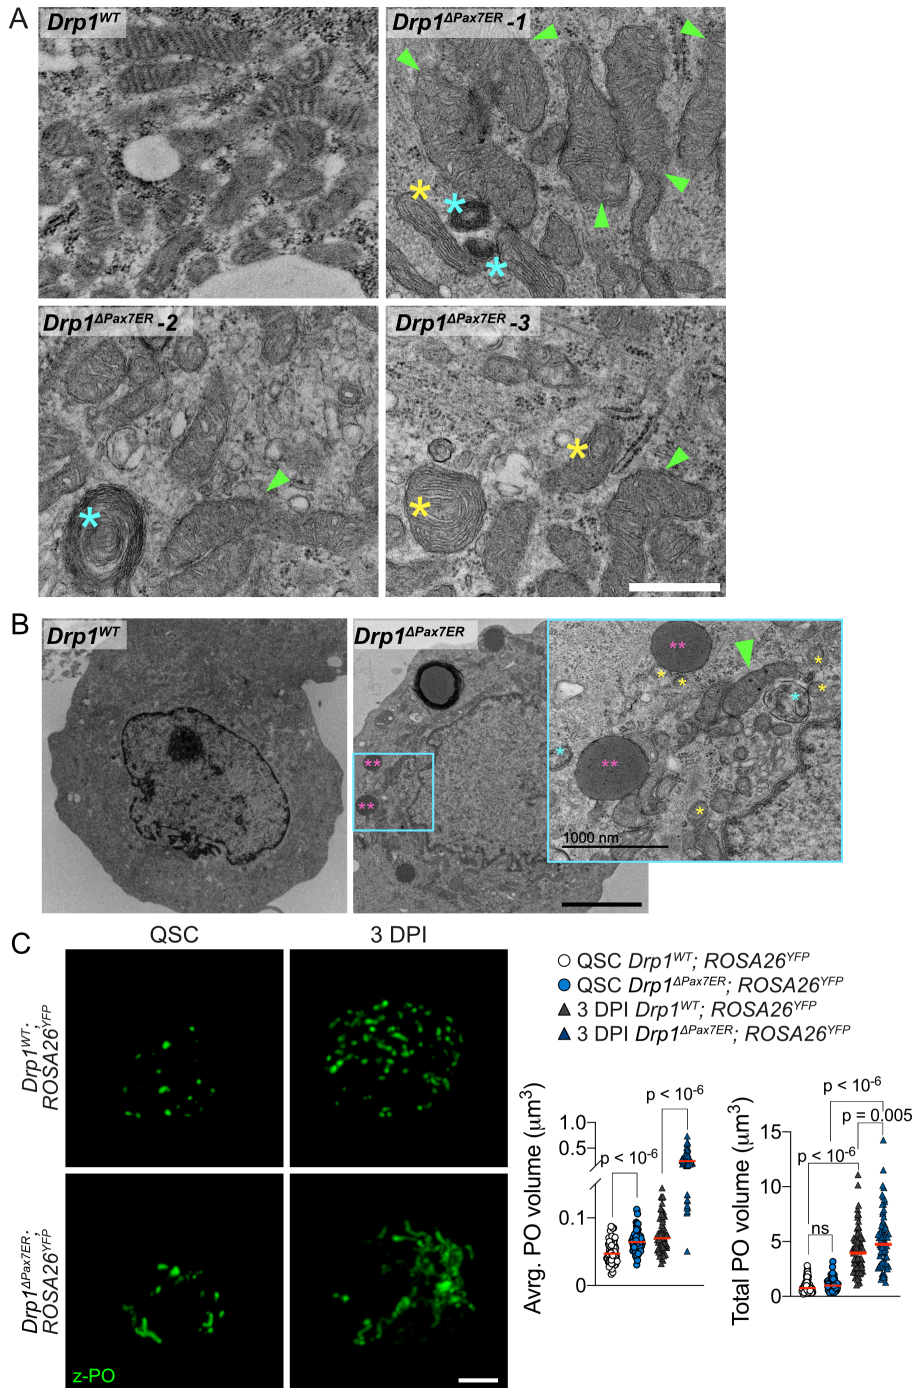 A
Drp1WT
Drp1ΔPax7ER -1
Drp1ΔPax7ER -2
Drp1ΔPax7ER -3
B
Drp1WT
Drp1ΔPax7ER
1000 nm
C
QSC
3 DPI
Drp1WT;
ROSA26YFP
Drp1ΔPax7ER;
ROSA26YFP
z-PO
QSC Drp1WT; ROSA26YFP
QSC Drp1ΔPax7ER; ROSA26YFP
3 DPI Drp1WT; ROSA26YFP
3 DPI Drp1ΔPax7ER; ROSA26YFP
Avrg. PO volume (µm3)
1.0
0.5
0.1
0
p < 10-6
p < 10-6
Total PO volume (µm3)
15
10
5
0
p < 10-6
p = 0.005
p < 10-6
ns